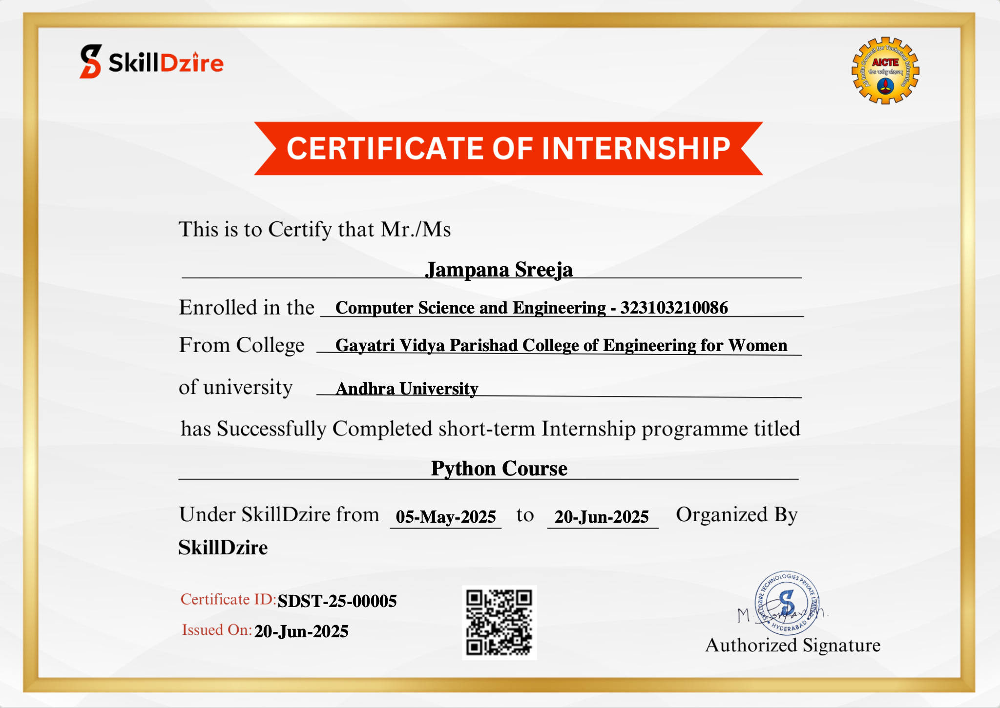 SkillDzire
All India Council for Technical Education
AICTE
योगः कर्मसु कौशलम्
CERTIFICATE OF INTERNSHIP
This is to Certify that Mr./Ms
Jampana Sreeja
Enrolled in the Computer Science and Engineering - 323103210086
From College Gayatri Vidya Parishad College of Engineering for Women
of university Andhra University
has Successfully Completed short-term Internship programme titled
Python Course
Under SkillDzire from 05-May-2025 to 20-Jun-2025 Organized By
SkillDzire
Certificate ID: SDST-25-00005
Issued On: 20-Jun-2025
SKILLDZIRE TECHNOLOGIES PRIVATE LIMITED
HYDERABAD
M.
Authorized Signature